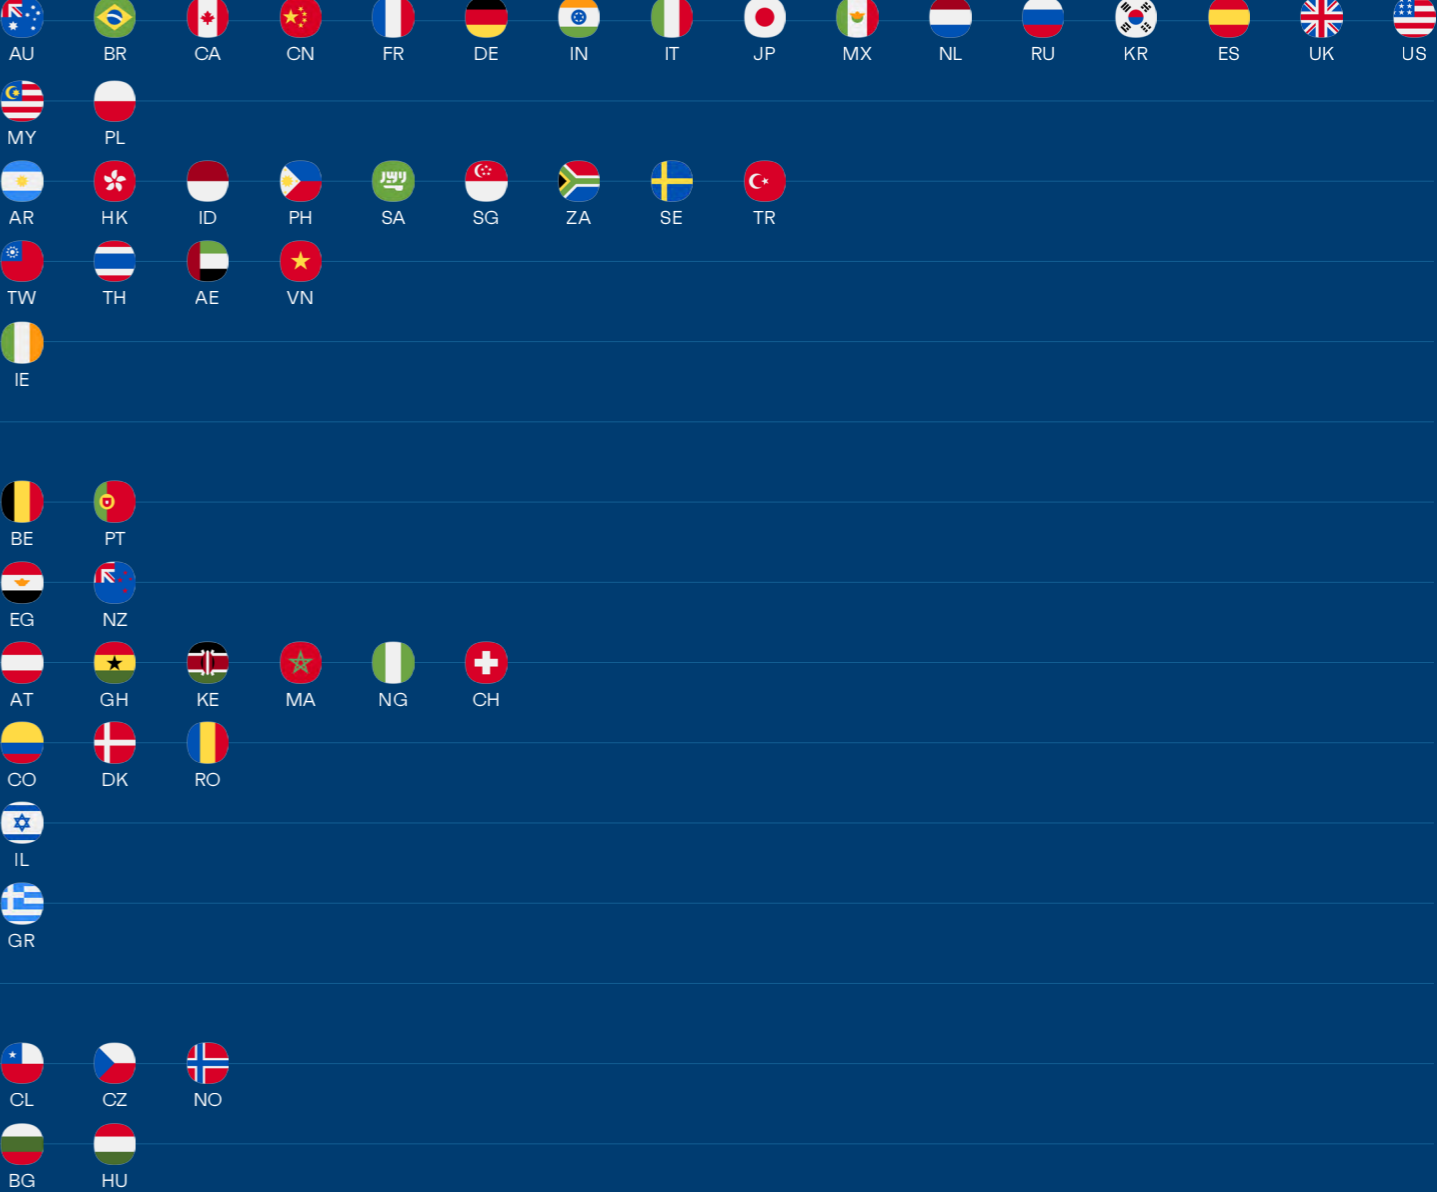 AU BR CA CN FR DE IN IT JP MX NL RU KR ES UK US
MY PL
AR HK ID PH SA SG ZA SE TR
TW TH AE VN
IE
BE PT
EG NZ
AT GH KE MA NG CH
CO DK RO
IL
GR
CL CZ NO
BG HU